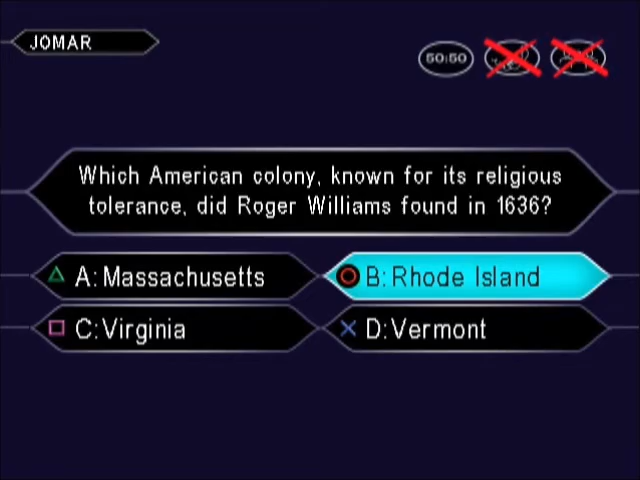 JOMAR
50:50
Which American colony, known for its religious
tolerance, did Roger Williams found in 1636?
A: Massachusetts
B: Rhode Island
C: Virginia
D: Vermont